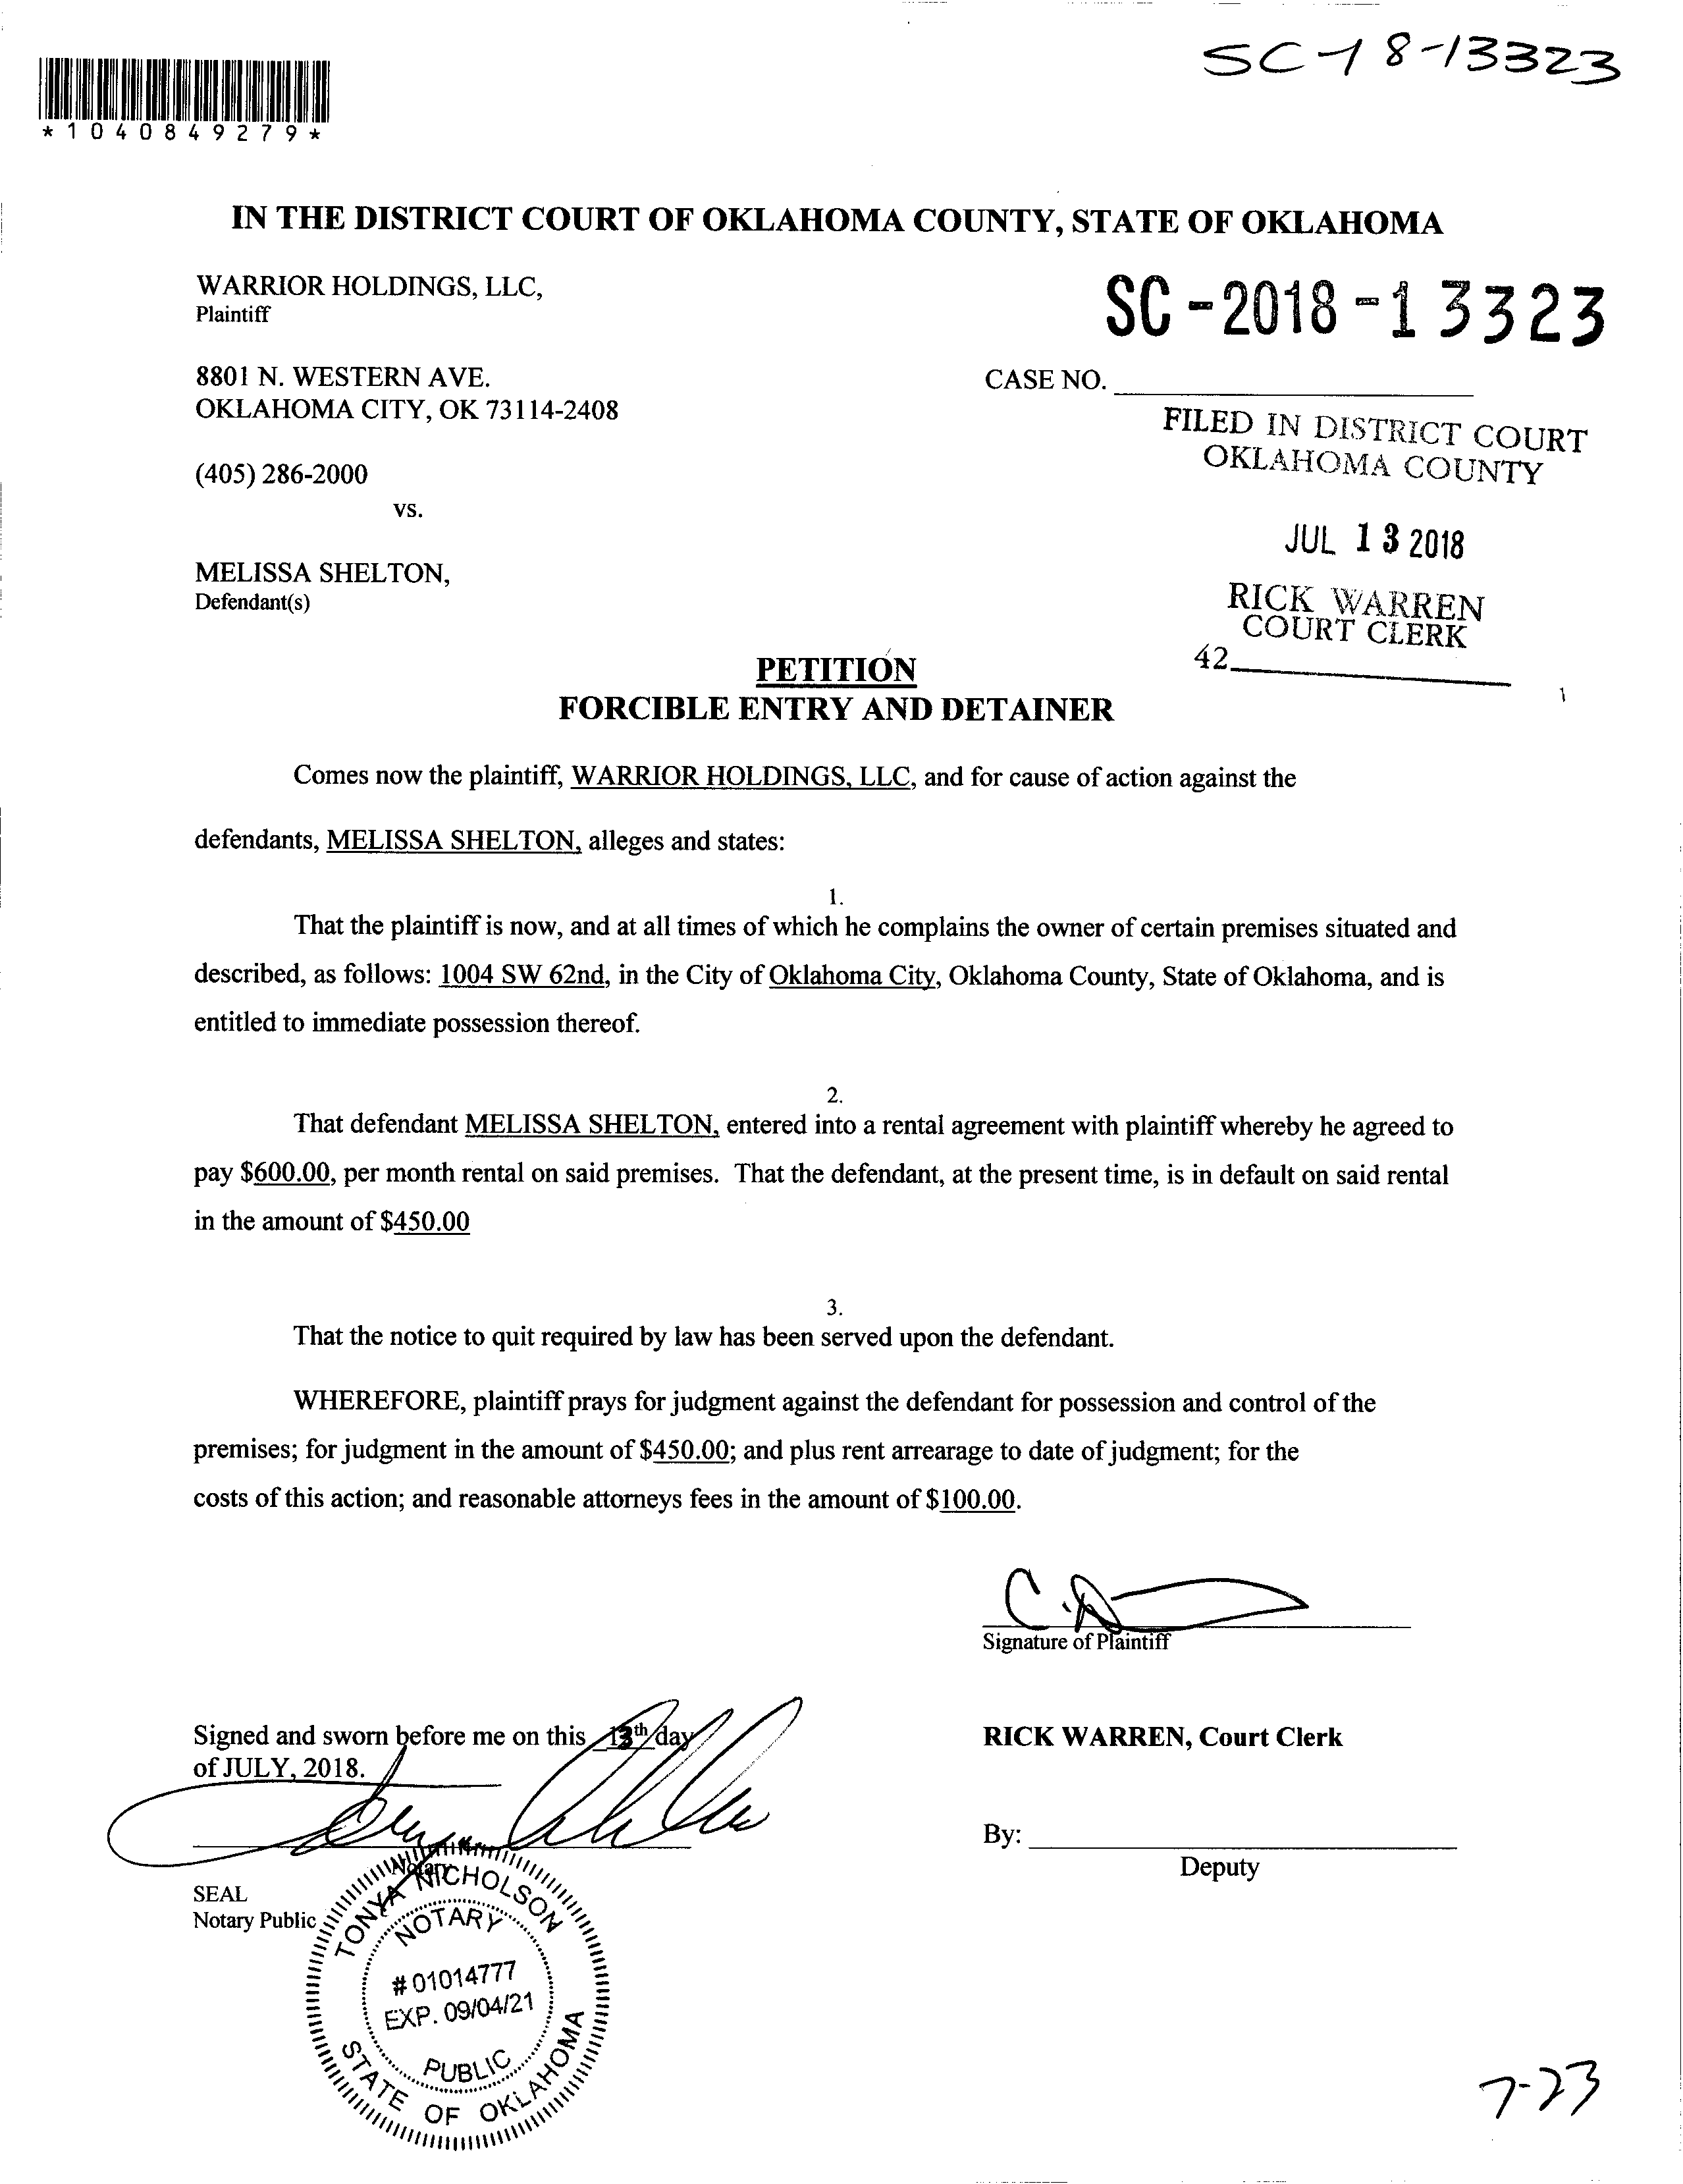 SC-18-13323
*1040849279*
IN THE DISTRICT COURT OF OKLAHOMA COUNTY, STATE OF OKLAHOMA
WARRIOR HOLDINGS, LLC,
Plaintiff
SC-2018-13323
8801 N. WESTERN AVE.
OKLAHOMA CITY, OK 73114-2408
CASE NO.
FILED IN DISTRICT COURT
OKLAHOMA COUNTY
(405) 286-2000
vs.
JUL 13 2018
MELISSA SHELTON,
Defendant(s)
RICK WARREN
COURT CLERK
42
PETITION
FORCIBLE ENTRY AND DETAINER
Comes now the plaintiff, WARRIOR HOLDINGS, LLC, and for cause of action against the
defendants, MELISSA SHELTON, alleges and states:
1.
That the plaintiff is now, and at all times of which he complains the owner of certain premises situated and
described, as follows: 1004 SW 62nd, in the City of Oklahoma City, Oklahoma County, State of Oklahoma, and is
entitled to immediate possession thereof.
2.
That defendant MELISSA SHELTON, entered into a rental agreement with plaintiff whereby he agreed to
pay $600.00, per month rental on said premises. That the defendant, at the present time, is in default on said rental
in the amount of $450.00
3.
That the notice to quit required by law has been served upon the defendant.
WHEREFORE, plaintiff prays for judgment against the defendant for possession and control of the
premises; for judgment in the amount of $450.00; and plus rent arrearage to date of judgment; for the
costs of this action; and reasonable attorneys fees in the amount of $100.00.
Signature of Plaintiff
Signed and sworn before me on this 13th day
of JULY, 2018.
RICK WARREN, Court Clerk
By:
Deputy
Notary
SEAL
Notary Public
TONYA NICHOLSON
NOTARY
#01014777
EXP. 09/04/21
PUBLIC
STATE OF OKLAHOMA
7-23